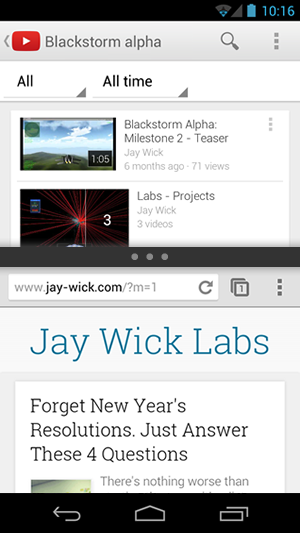 10:16
Blackstorm alpha
All
All time
Blackstorm Alpha:
Milestone 2 - Teaser
Jay Wick
6 months ago · 71 views
1:05
Labs - Projects
Jay Wick
3 videos
3
www.jay-wick.com/?m=1
1
Jay Wick Labs
Forget New Year's
Resolutions. Just Answer
These 4 Questions
There's nothing worse than